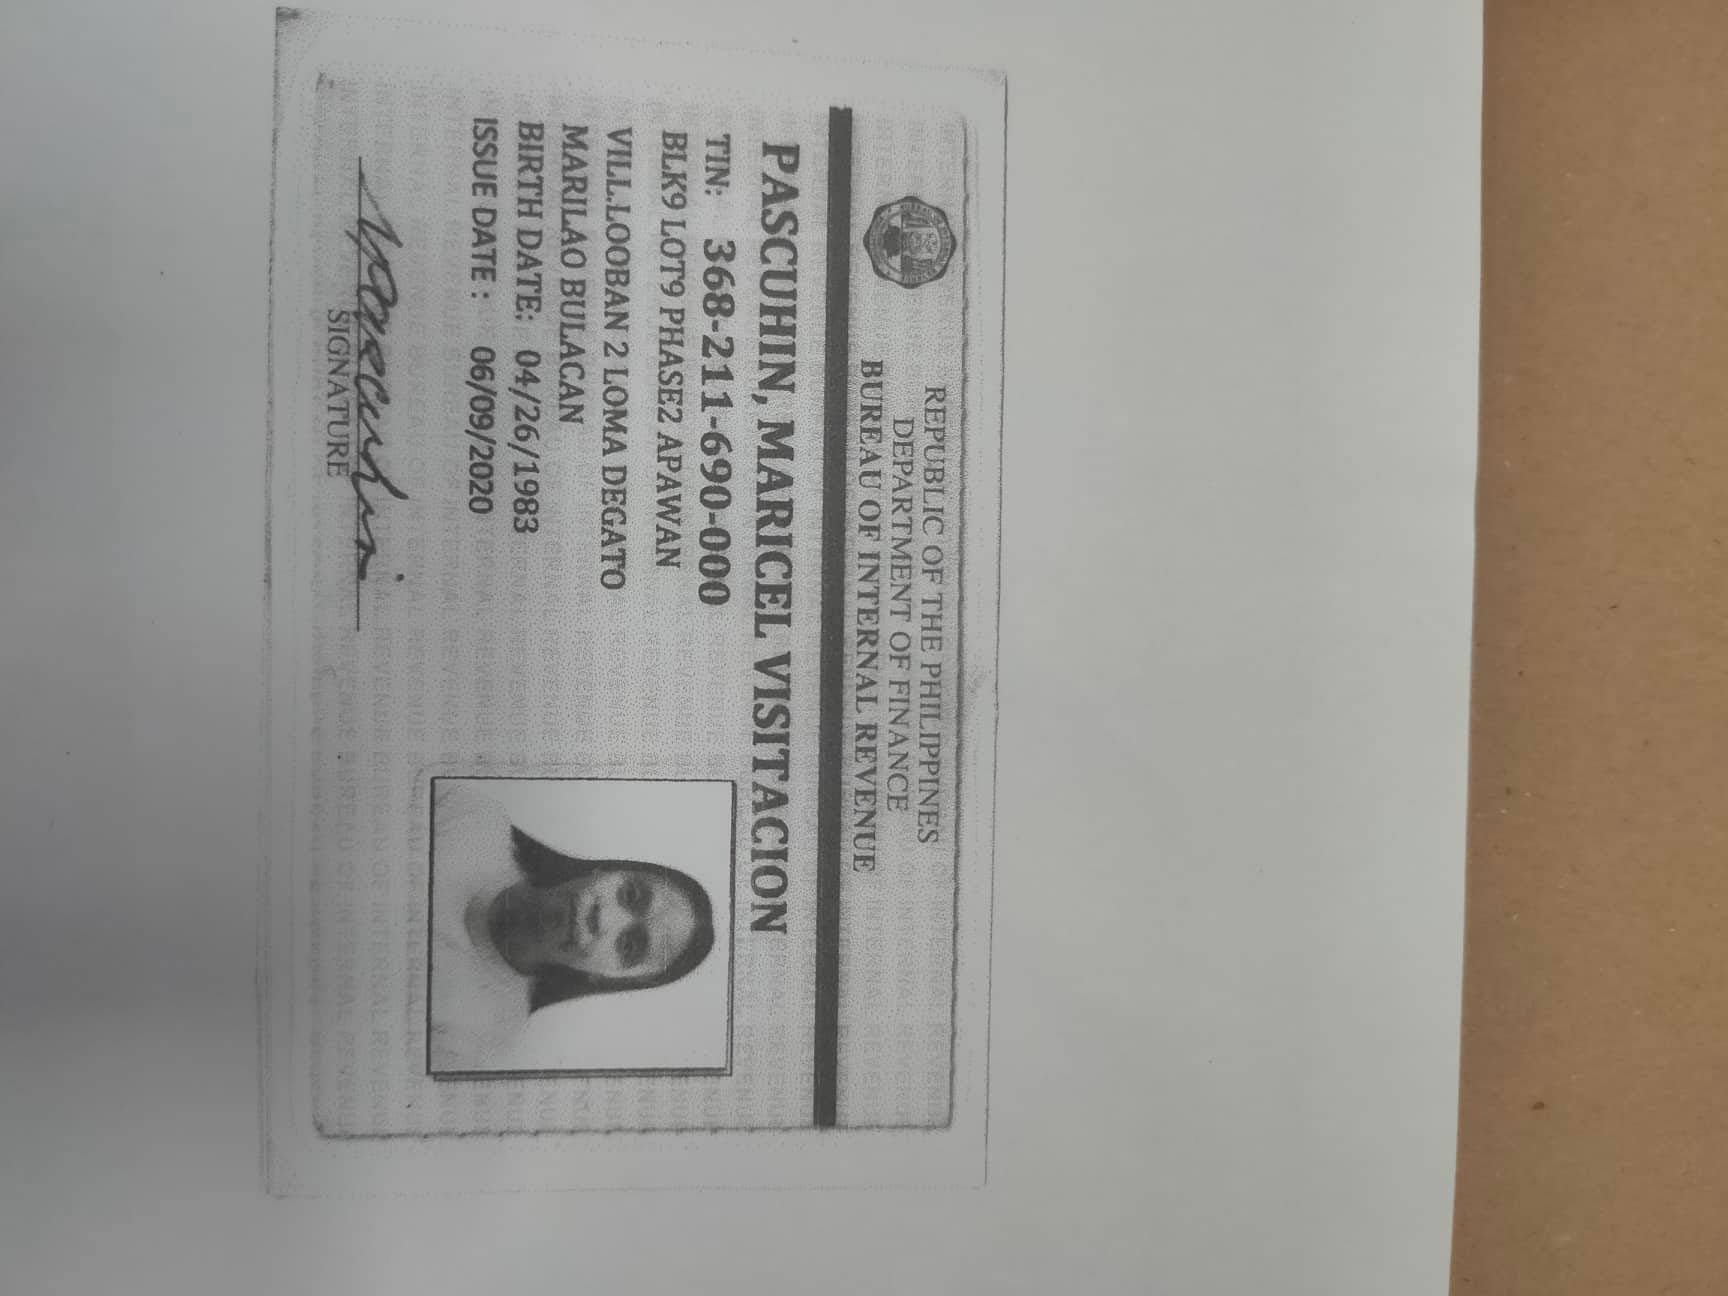 REPUBLIC OF THE PHILIPPINES
DEPARTMENT OF FINANCE
BUREAU OF INTERNAL REVENUE
PASCUHIN, MARICEL VISITACION
TIN: 368-211-690-000
BLK9 LOT9 PHASE2 APAWAN
VILL.LOOBAN 2 LOMA DEGATO
MARILAO BULACAN
BIRTH DATE: 04/26/1983
ISSUE DATE : 06/09/2020
SIGNATURE